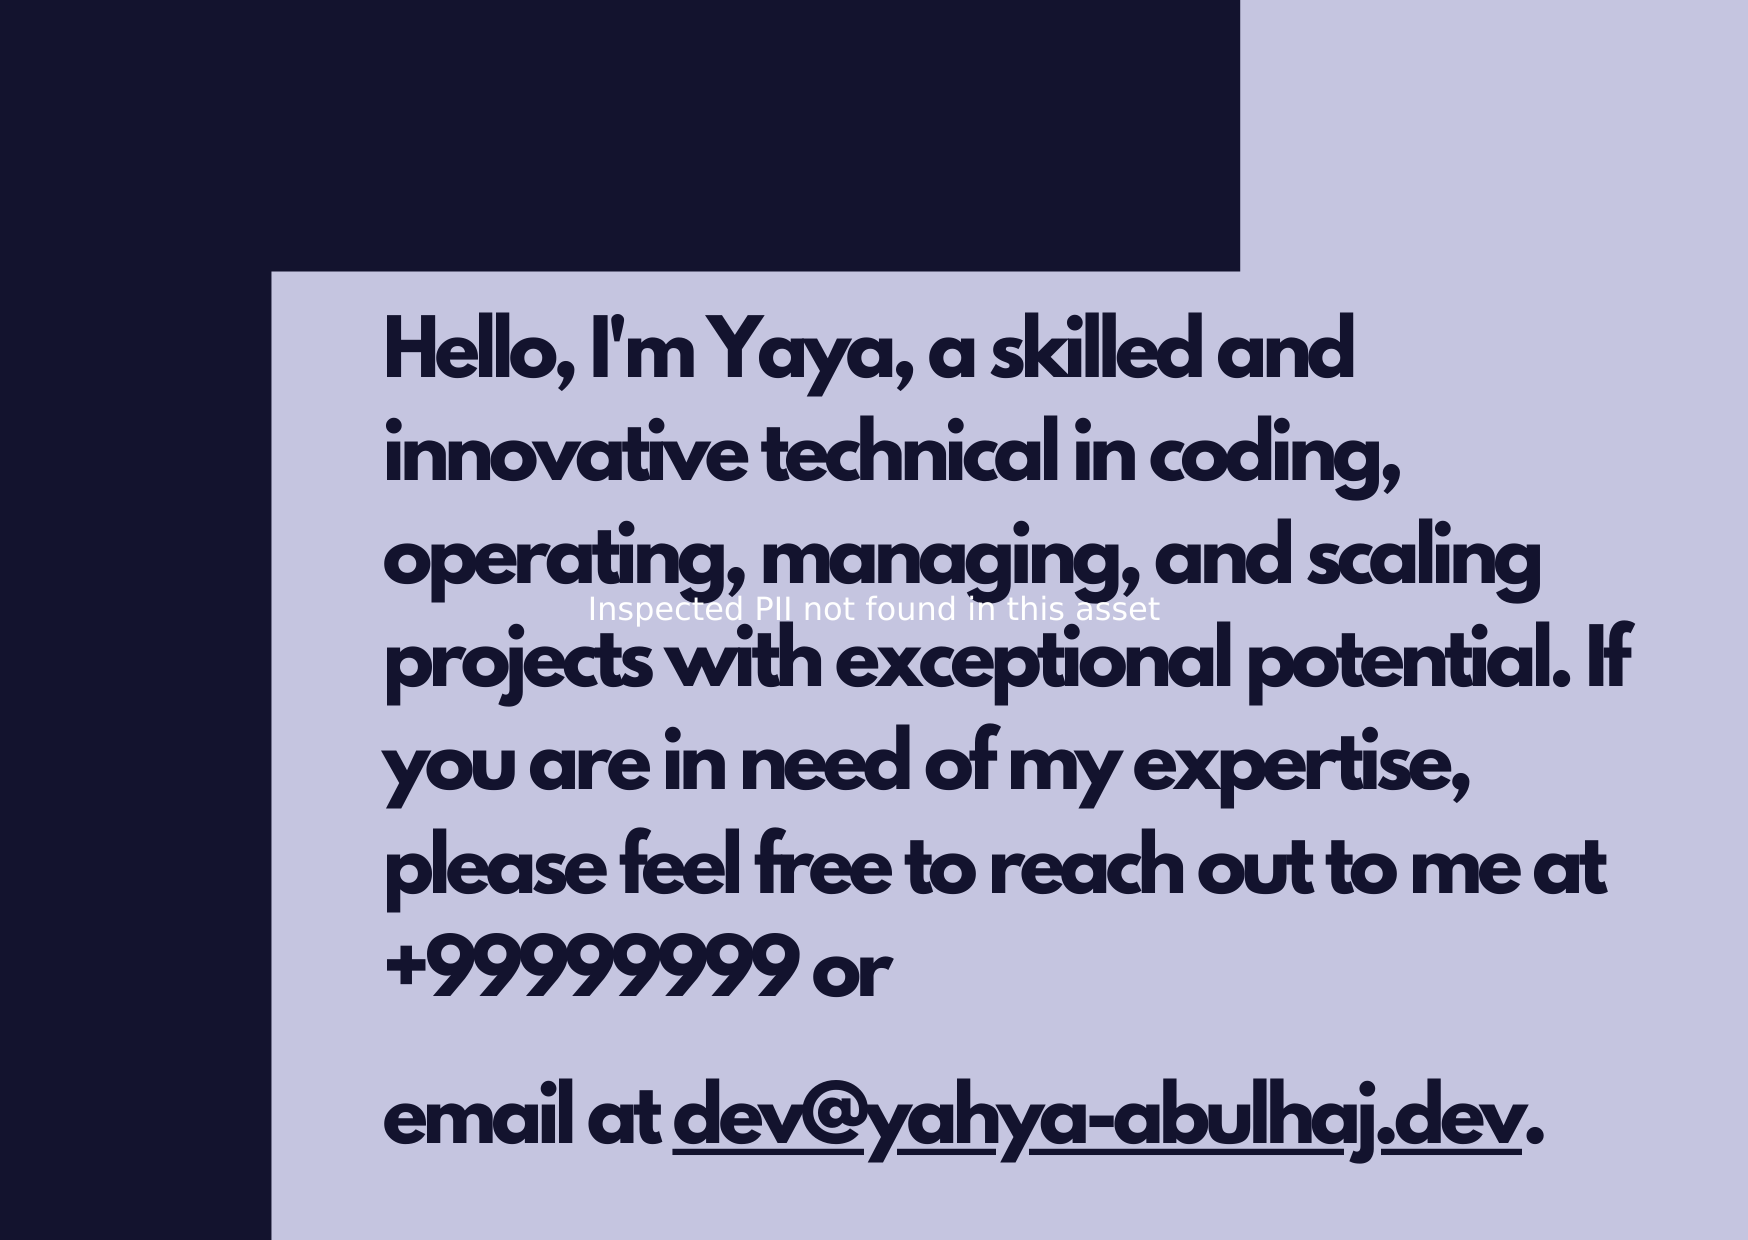 Hello, I'm Yaya, a skilled and
innovative technical in coding,
operating, managing, and scaling
Inspected PII not found in this asset
projects with exceptional potential. If
you are in need of my expertise,
please feel free to reach out to me at
+99999999 or
email at dev@yahya-abulhaj.dev.